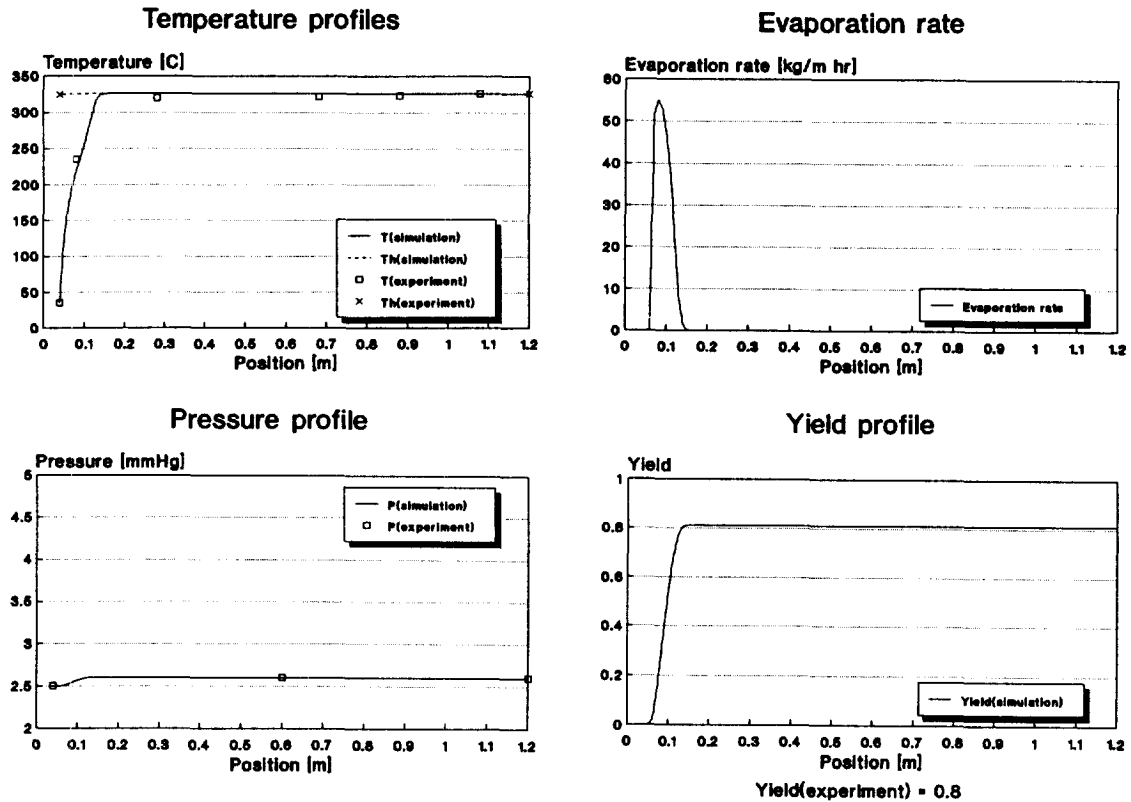 Temperature profiles
Temperature [C]
350
300
250
200
150
100
50
0
0 0.1 0.2 0.3 0.4 0.5 0.6 0.7 0.8 0.9 1 1.1 1.2
Position [m]
T(simulation)
Th(simulation)
T(experiment)
Th(experiment)
Evaporation rate
Evaporation rate [kg/m hr]
60
50
40
30
20
10
0
0 0.1 0.2 0.3 0.4 0.5 0.6 0.7 0.8 0.9 1 1.1 1.2
Position [m]
Evaporation rate
Pressure profile
Pressure [mmHg]
5
4.5
4
3.5
3
2.5
2
0 0.1 0.2 0.3 0.4 0.5 0.6 0.7 0.8 0.9 1 1.1 1.2
Position [m]
P(simulation)
P(experiment)
Yield profile
Yield
1
0.8
0.6
0.4
0.2
0
0 0.1 0.2 0.3 0.4 0.5 0.6 0.7 0.8 0.9 1 1.1 1.2
Position [m]
Yield(simulation)
Yield(experiment) = 0.8